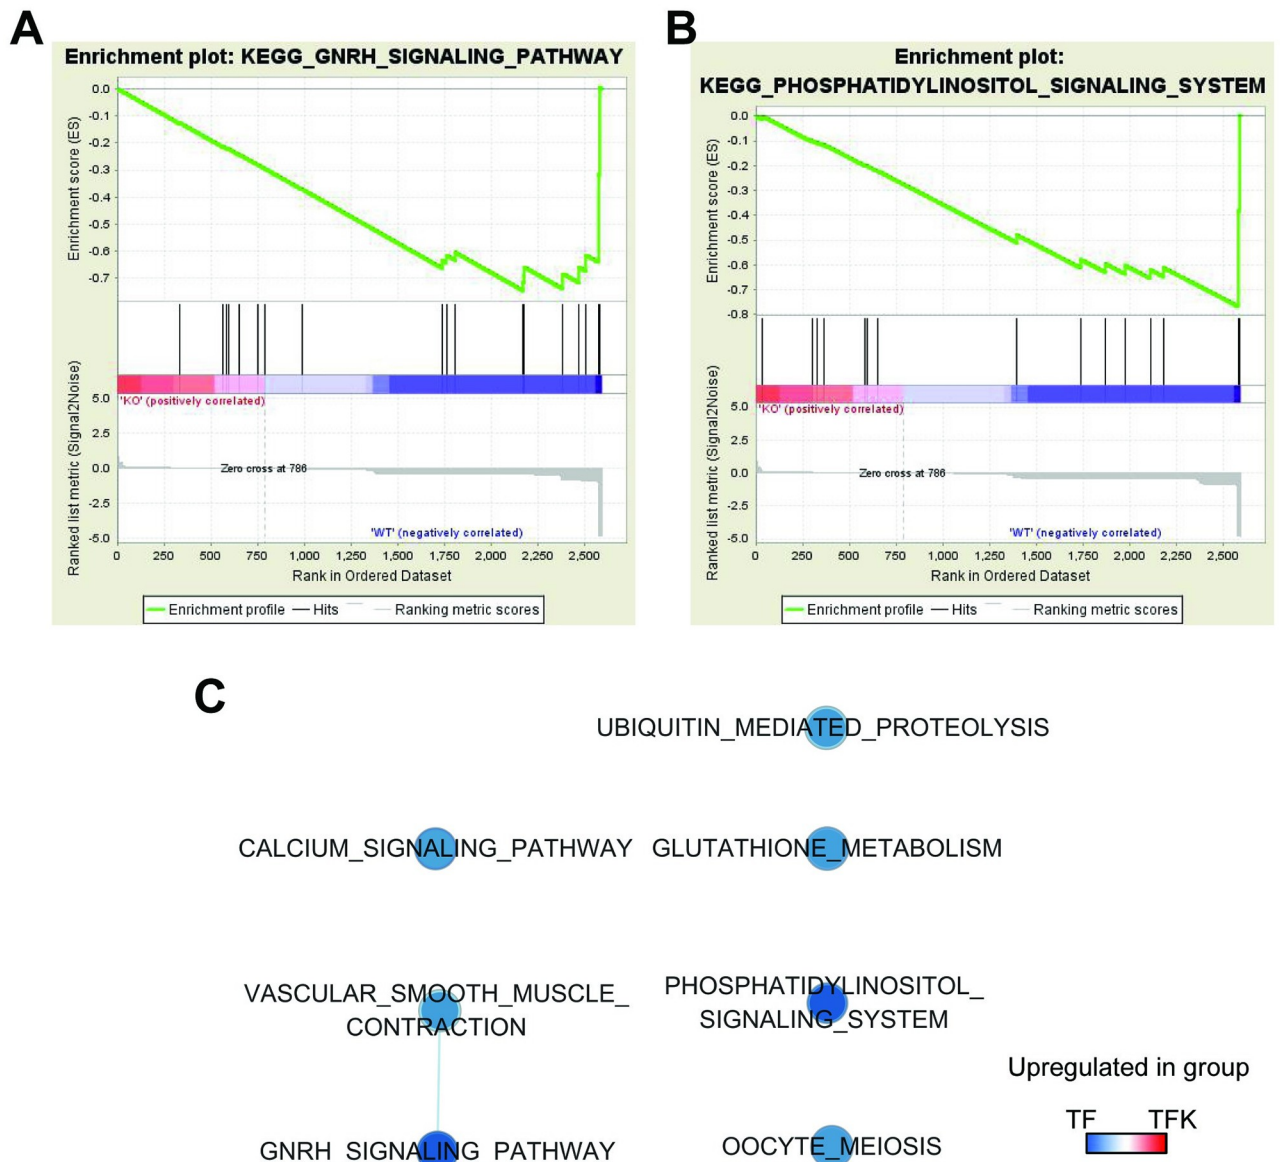 A
Enrichment plot: KEGG_GNRH_SIGNALING_PATHWAY
Enrichment score (ES)
0.0
-0.1
-0.2
-0.3
-0.4
-0.5
-0.6
-0.7
Ranked list metric (Signal2Noise)
'KO' (positively correlated)
5.0
2.5
0.0
-2.5
-5.0
Zero cross at 786
'WT' (negatively correlated)
0 250 500 750 1,000 1,250 1,500 1,750 2,000 2,250 2,500
Rank in Ordered Dataset
Enrichment profile Hits Ranking metric scores
B
Enrichment plot:
KEGG_PHOSPHATIDYLINOSITOL_SIGNALING_SYSTEM
Enrichment score (ES)
0.0
-0.1
-0.2
-0.3
-0.4
-0.5
-0.6
-0.7
-0.8
Ranked list metric (Signal2Noise)
'KO' (positively correlated)
5.0
2.5
0.0
-2.5
-5.0
Zero cross at 786
'WT' (negatively correlated)
0 250 500 750 1,000 1,250 1,500 1,750 2,000 2,250 2,500
Rank in Ordered Dataset
Enrichment profile Hits Ranking metric scores
C
UBIQUITIN_MEDIATED_PROTEOLYSIS
CALCIUM_SIGNALING_PATHWAY
GLUTATHIONE_METABOLISM
VASCULAR_SMOOTH_MUSCLE_
CONTRACTION
PHOSPHATIDYLINOSITOL_
SIGNALING_SYSTEM
GNRH_SIGNALING_PATHWAY
OOCYTE_MEIOSIS
Upregulated in group
TF TFK